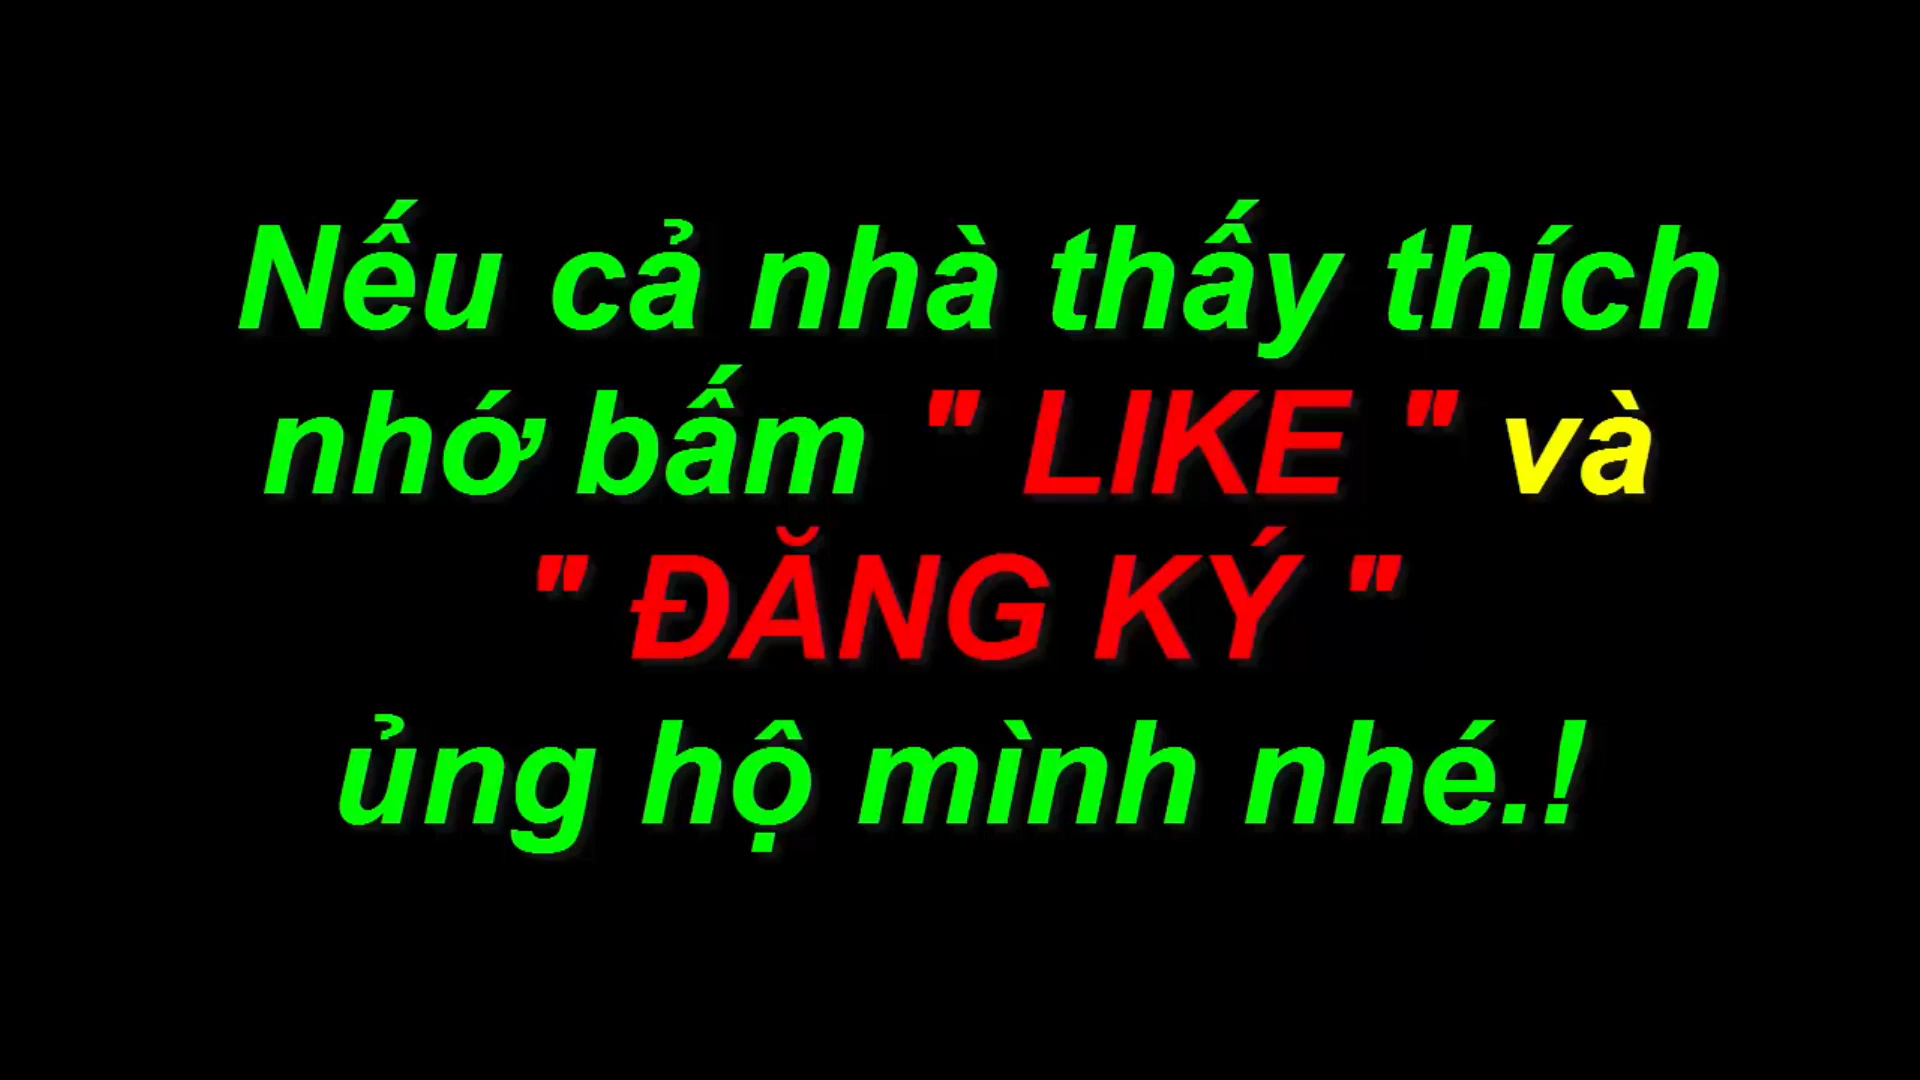 Nếu cả nhà thấy thích
nhớ bấm " LIKE " và
" ĐĂNG KÝ "
ủng hộ mình nhé.!